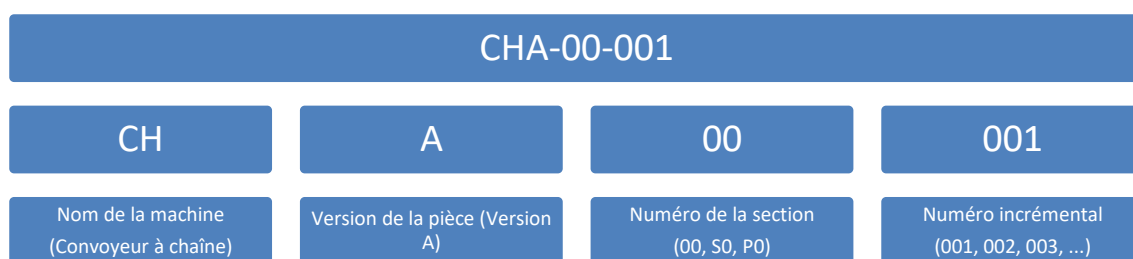 CHA-00-001
CH
A
00
001
Nom de la machine
(Convoyeur à chaîne)
Version de la pièce (Version
A)
Numéro de la section
(00, S0, P0)
Numéro incrémental
(001, 002, 003, ...)